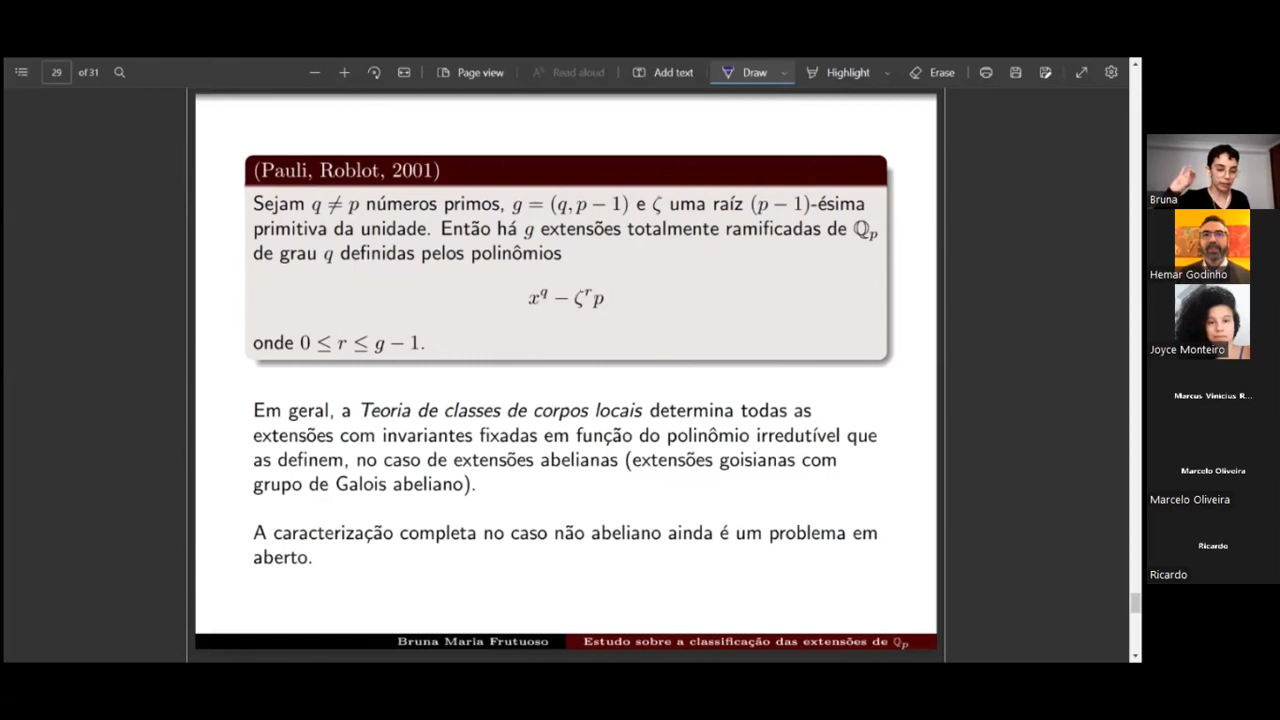 29 of 31 Page view Read aloud Add text Draw Highlight Erase
(Pauli, Roblot, 2001)
Sejam q ≠ p números primos, g = (q, p − 1) e ζ uma raíz (p − 1)-ésima
primitiva da unidade. Então há g extensões totalmente ramificadas de ℚₚ
de grau q definidas pelos polinômios
x^q − ζ^r p
onde 0 ≤ r ≤ g − 1.
Em geral, a Teoria de classes de corpos locais determina todas as
extensões com invariantes fixadas em função do polinômio irredutível que
as definem, no caso de extensões abelianas (extensões goisianas com
grupo de Galois abeliano).
A caracterização completa no caso não abeliano ainda é um problema em
aberto.
Bruna Maria Frutuoso Estudo sobre a classificação das extensões de ℚₚ
Bruna
Hemar Godinho
Joyce Monteiro
Marcus Vinicius R...
Marcelo Oliveira
Marcelo Oliveira
Ricardo
Ricardo